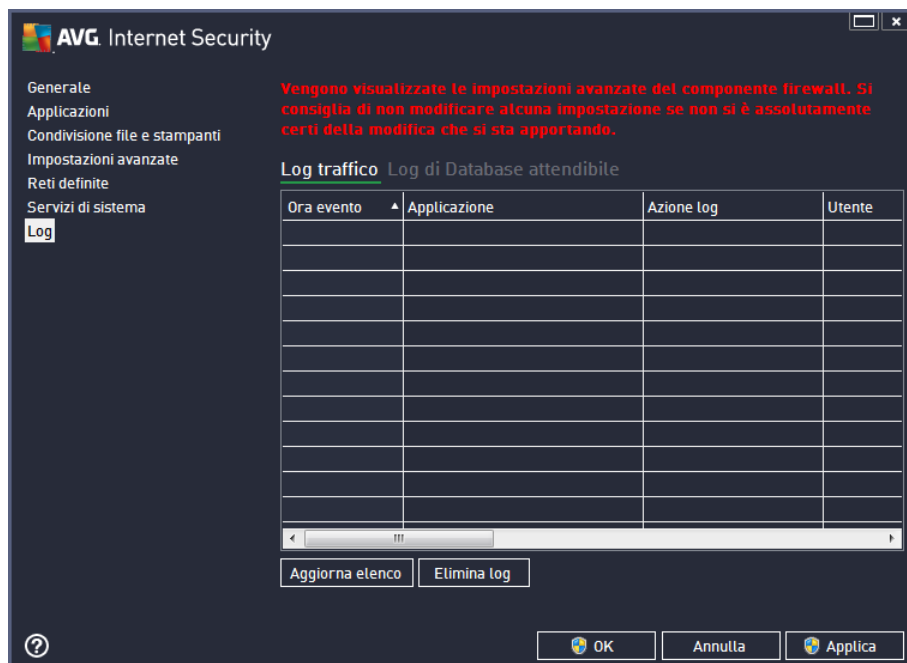 AVG. Internet Security
Generale
Applicazioni
Condivisione file e stampanti
Impostazioni avanzate
Reti definite
Servizi di sistema
Log
Vengono visualizzate le impostazioni avanzate del componente firewall. Si
consiglia di non modificare alcuna impostazione se non si è assolutamente
certi della modifica che si sta apportando.
Log traffico Log di Database attendibile
Ora evento Applicazione Azione log Utente
Aggiorna elenco Elimina log
OK Annulla Applica